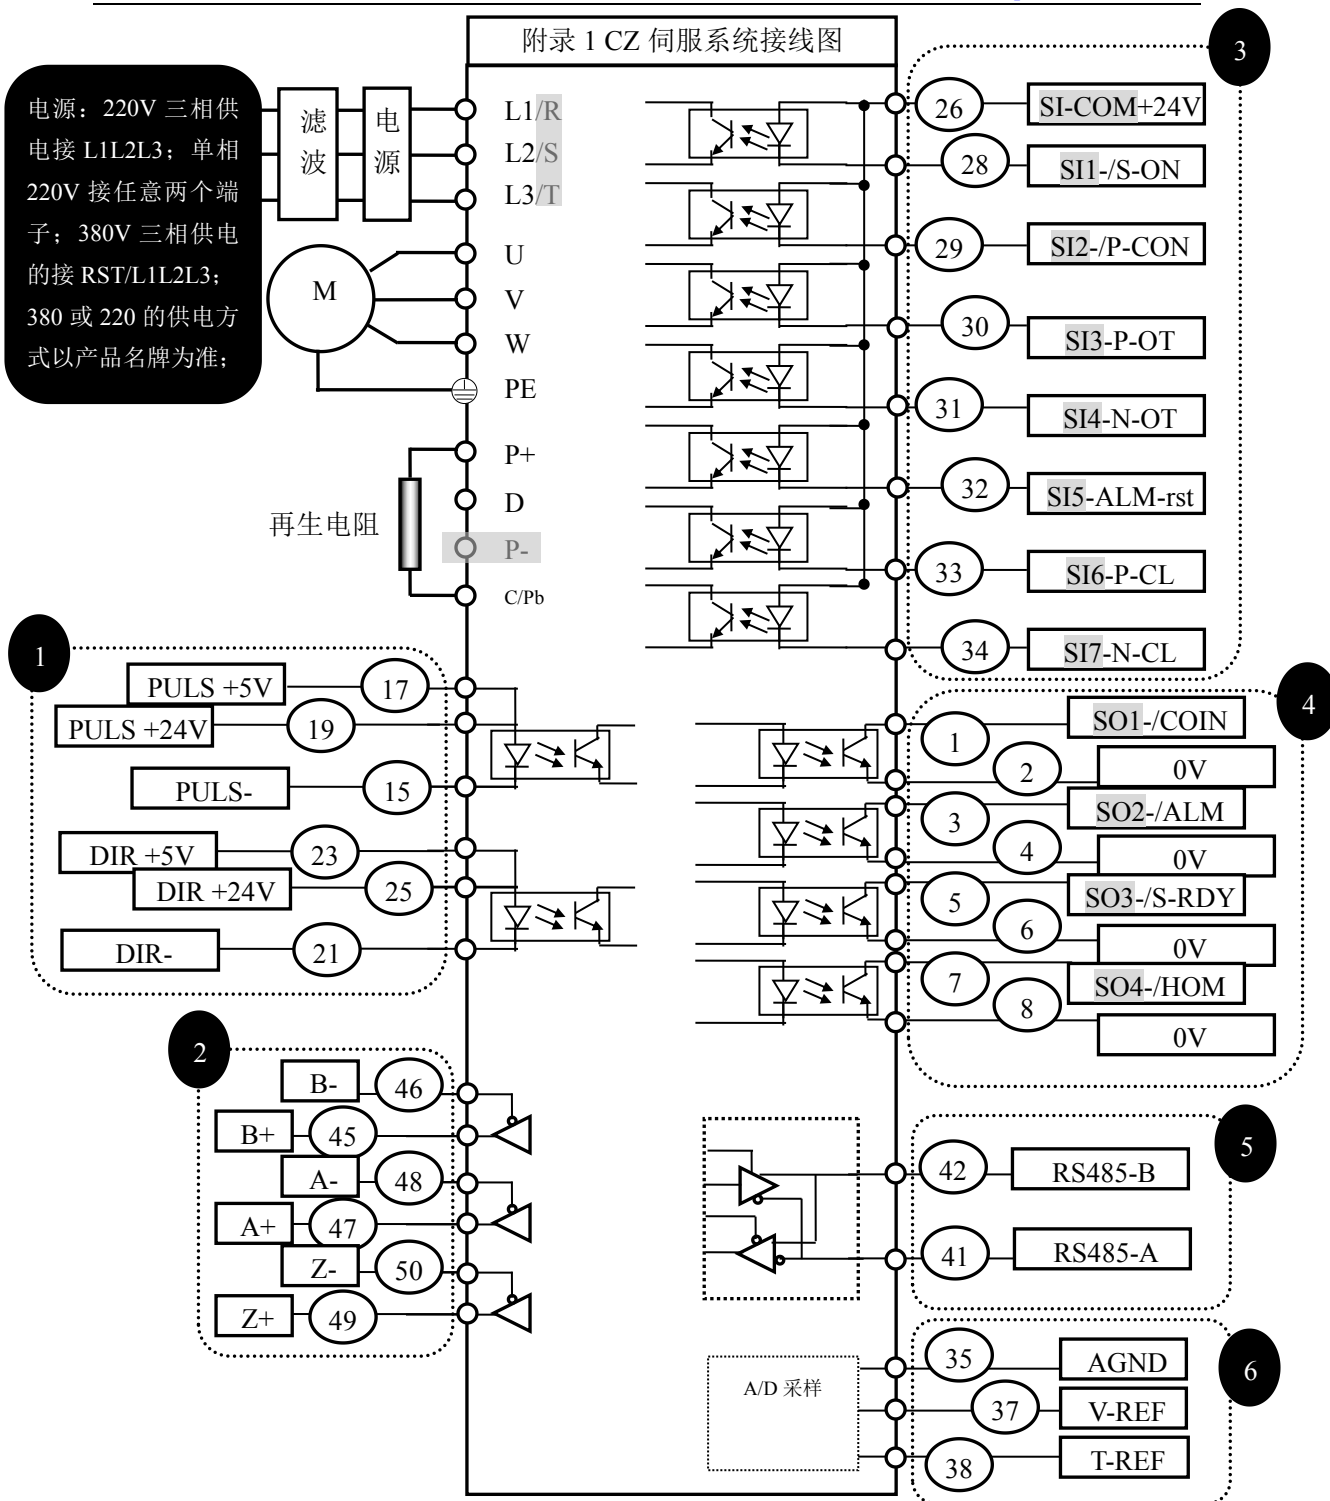 附录 1 CZ 伺服系统接线图
电源：220V 三相供
电接 L1L2L3；单相
220V 接任意两个端
子；380V 三相供电
的接 RST/L1L2L3；
380 或 220 的供电方
式以产品名牌为准；
滤波
电源
L1/R
L2/S
L3/T
M
U
V
W
PE
再生电阻
P+
D
P-
C/Pb
1
PULS +5V 17
PULS +24V 19
PULS- 15
DIR +5V 23
DIR +24V 25
DIR- 21
2
B- 46
B+ 45
A- 48
A+ 47
Z- 50
Z+ 49
3
26 SI-COM+24V
28 SI1-/S-ON
29 SI2-/P-CON
30 SI3-P-OT
31 SI4-N-OT
32 SI5-ALM-rst
33 SI6-P-CL
34 SI7-N-CL
4
1 SO1-/COIN
2 0V
3 SO2-/ALM
4 0V
5 SO3-/S-RDY
6 0V
7 SO4-/HOM
8 0V
5
42 RS485-B
41 RS485-A
6
A/D 采样
35 AGND
37 V-REF
38 T-REF